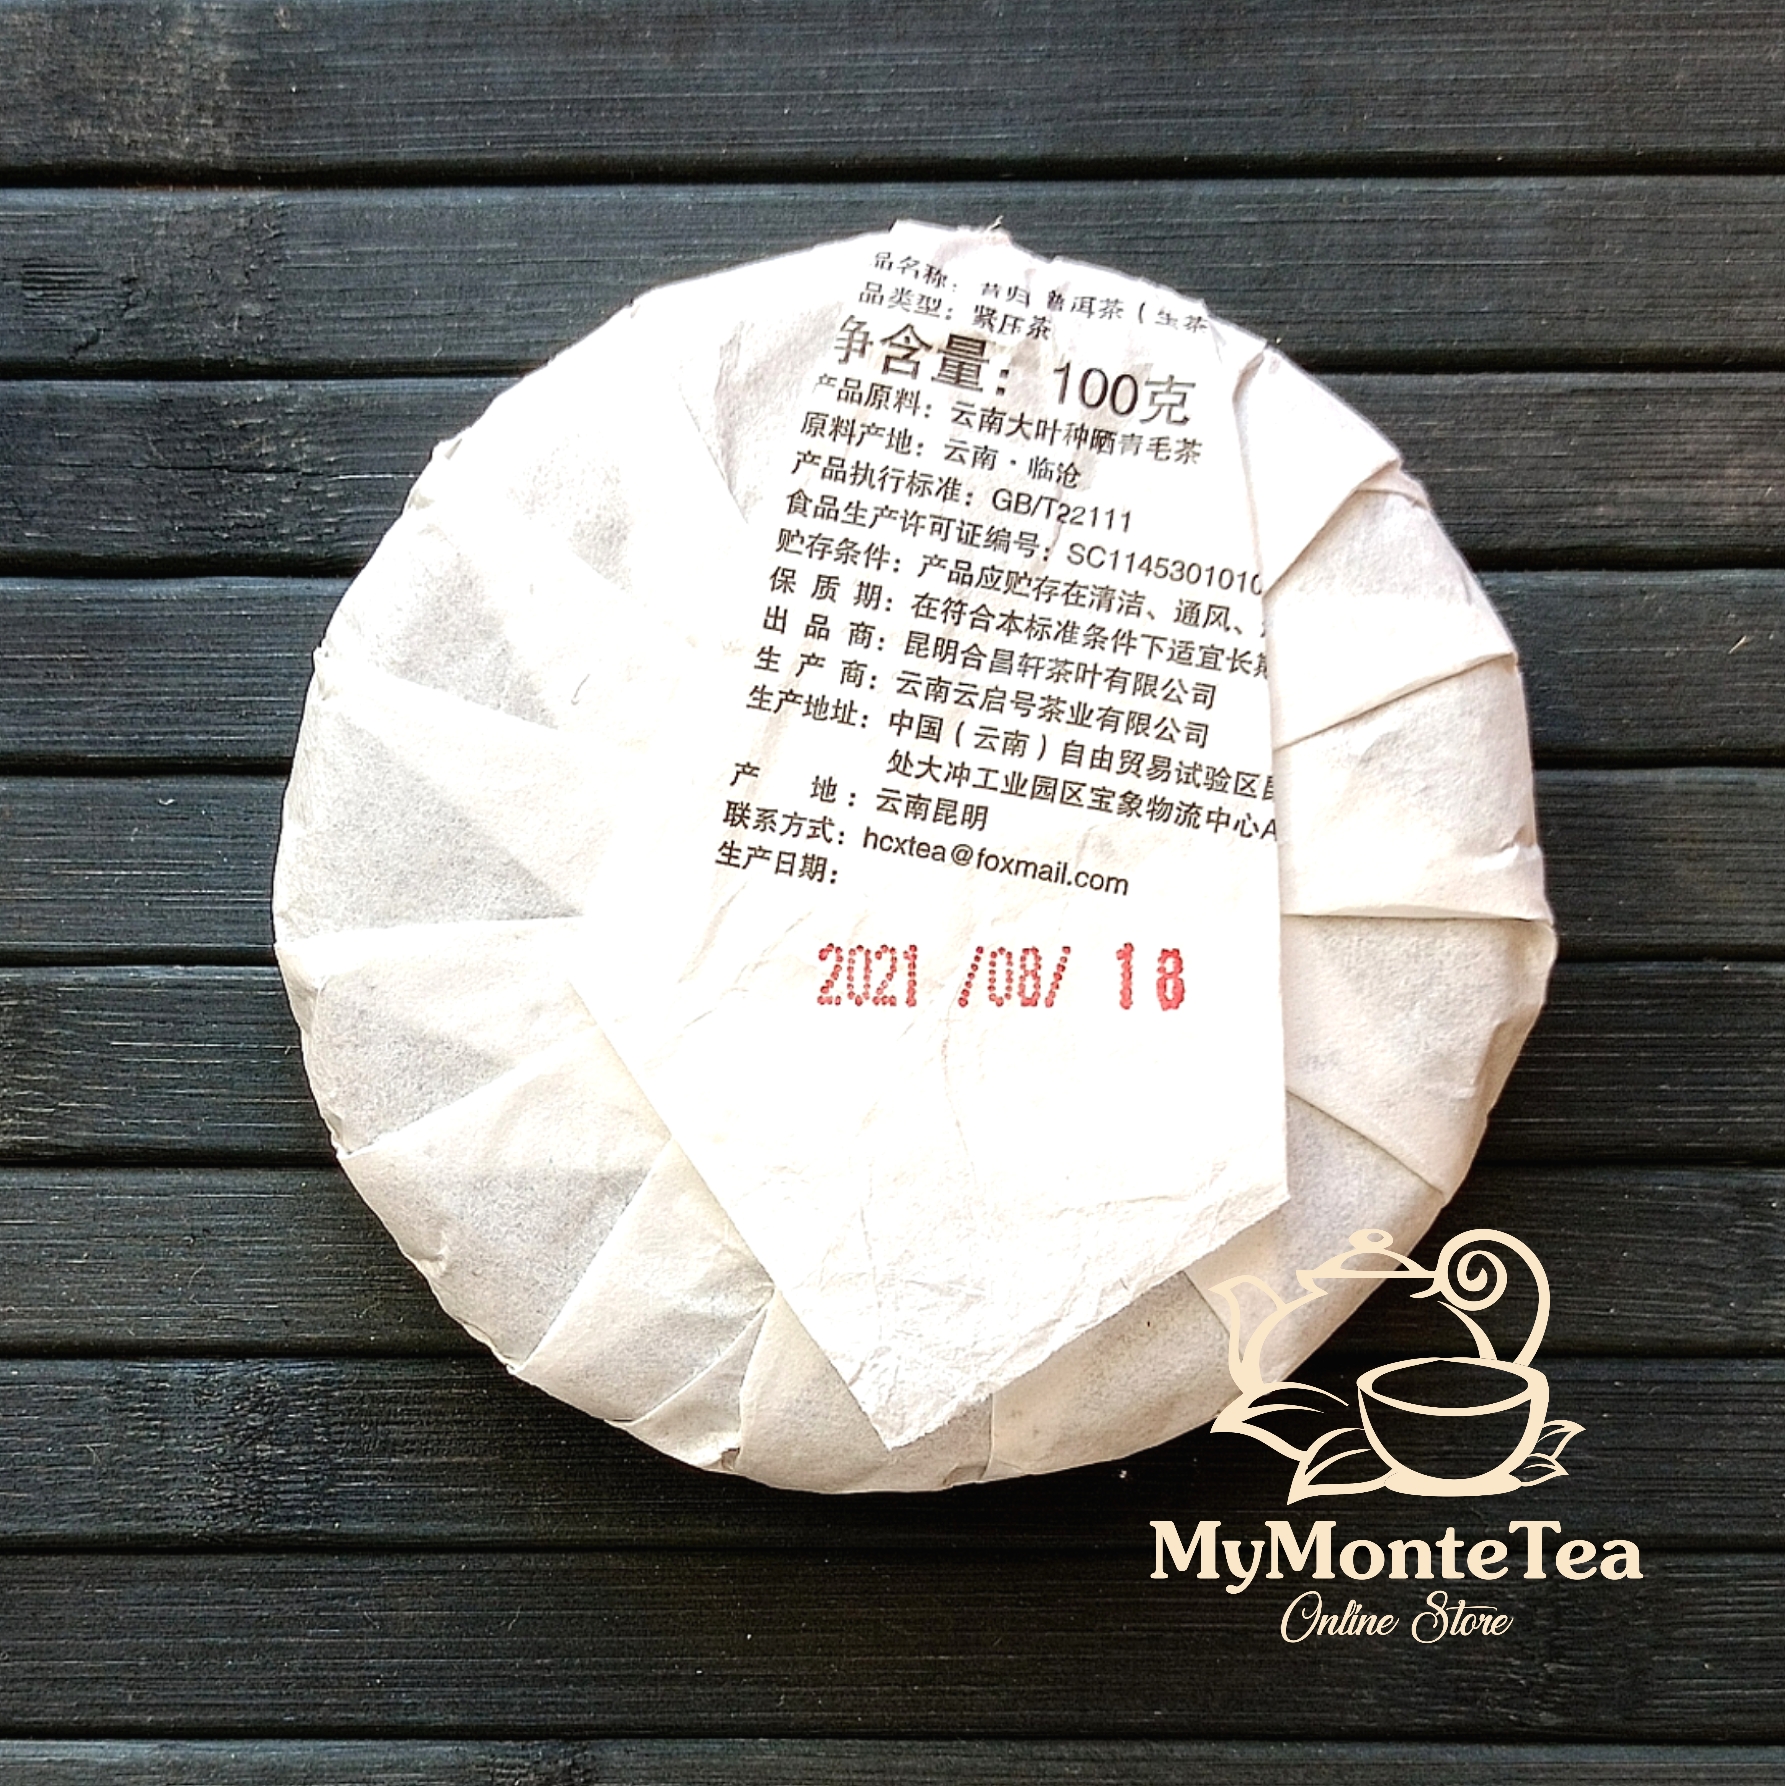 品名称：昔归 普洱茶（生茶
品类型：紧压茶
净含量：100克
产品原料：云南大叶种晒青毛茶
原料产地：云南·临沧
产品执行标准：GB/T22111
食品生产许可证编号：SC1145301010
贮存条件：产品应贮存在清洁、通风、
保质期：在符合本标准条件下适宜长期
出品商：昆明合昌轩茶叶有限公司
生产商：云南云启号茶业有限公司
生产地址：中国（云南）自由贸易试验区昆
处大冲工业园区宝象物流中心A
产地：云南昆明
联系方式：hcxtea@foxmail.com
生产日期：
2021 /08/ 18
MyMonteTea
Online Store